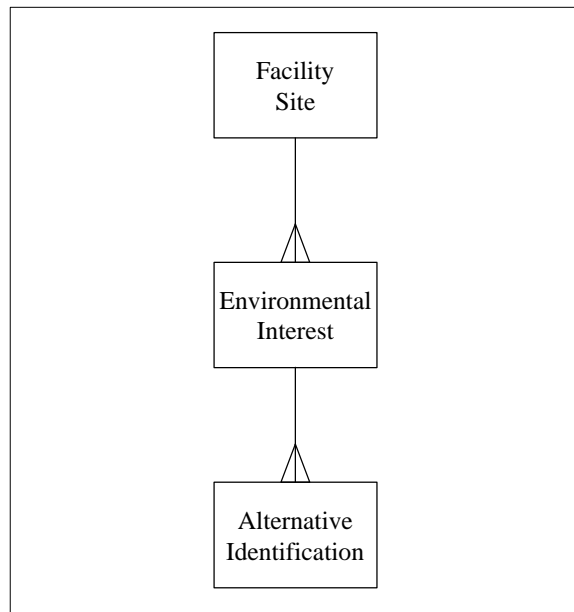 Facility
Site
Environmental
Interest
Alternative
Identification